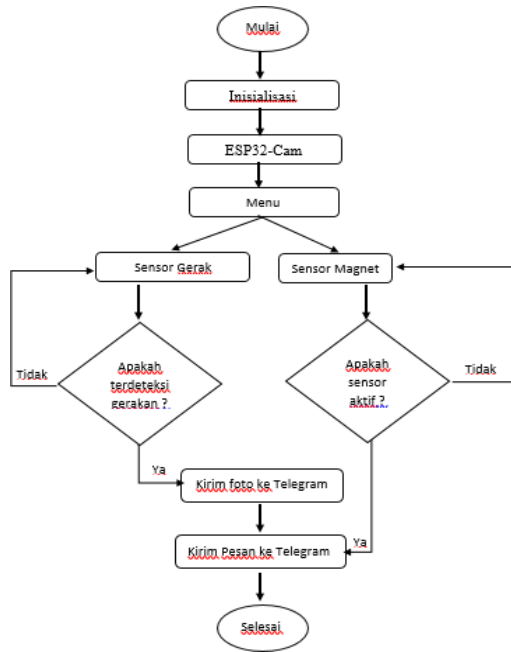 Mulai
Inisialisasi
ESP32-Cam
Menu
Sensor Gerak
Sensor Magnet
Apakah
terdeteksi
gerakan ?
Tidak
Apakah
sensor
aktif ?
Tidak
Ya
Kirim foto ke Telegram
Kirim Pesan ke Telegram
Ya
Selesai